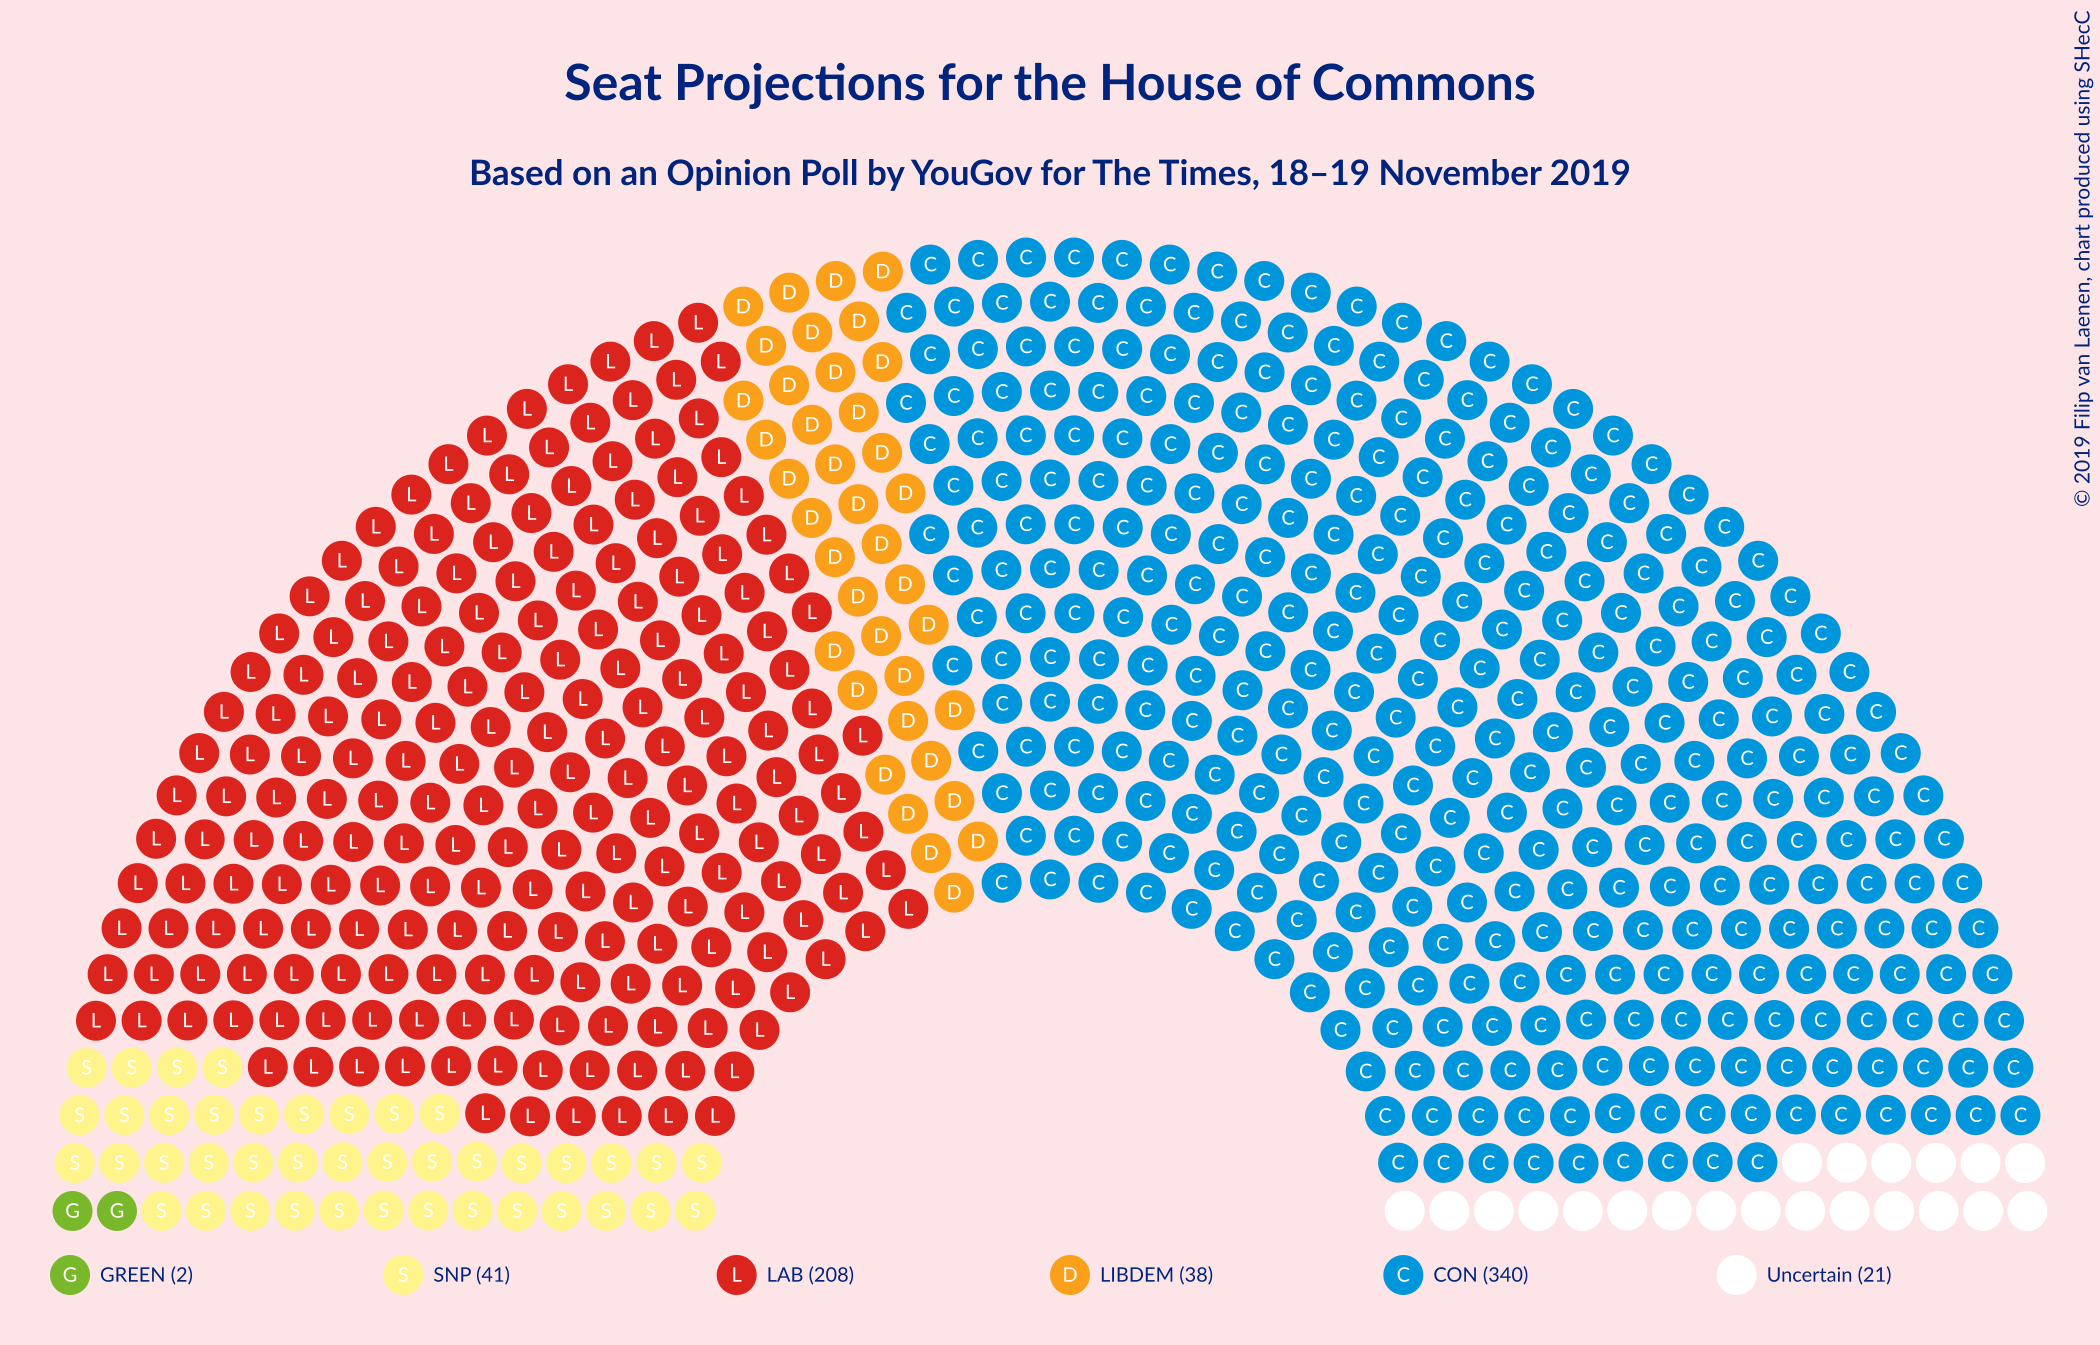 Seat Projections for the House of Commons
Based on an Opinion Poll by YouGov for The Times, 18–19 November 2019
© 2019 Filip van Laenen, chart produced using SHecC
G GREEN (2)
S SNP (41)
L LAB (208)
D LIBDEM (38)
C CON (340)
Uncertain (21)